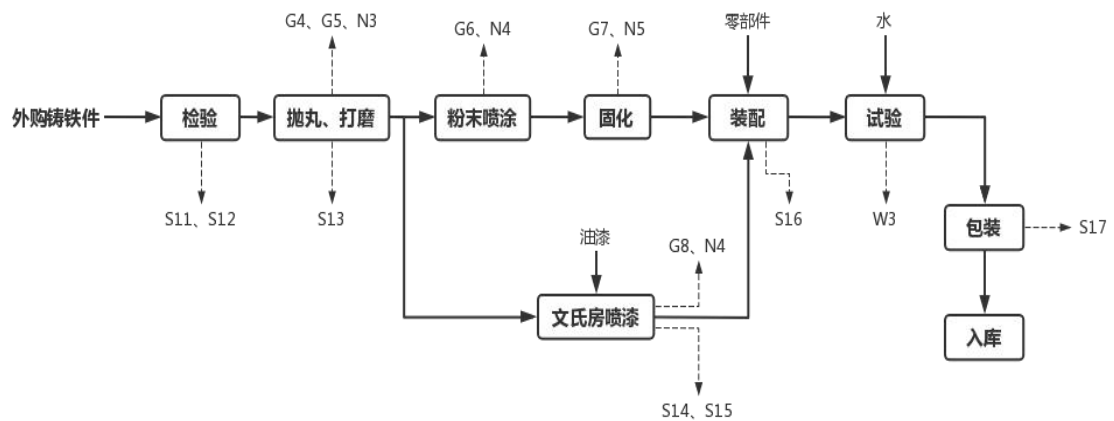 零部件
水
G4、G5、N3
G6、N4
G7、N5
外购铸铁件
检验
抛丸、打磨
粉末喷涂
固化
装配
试验
S11、S12
S13
S16
W3
包装
S17
油漆
G8、N4
文氏房喷漆
入库
S14、S15